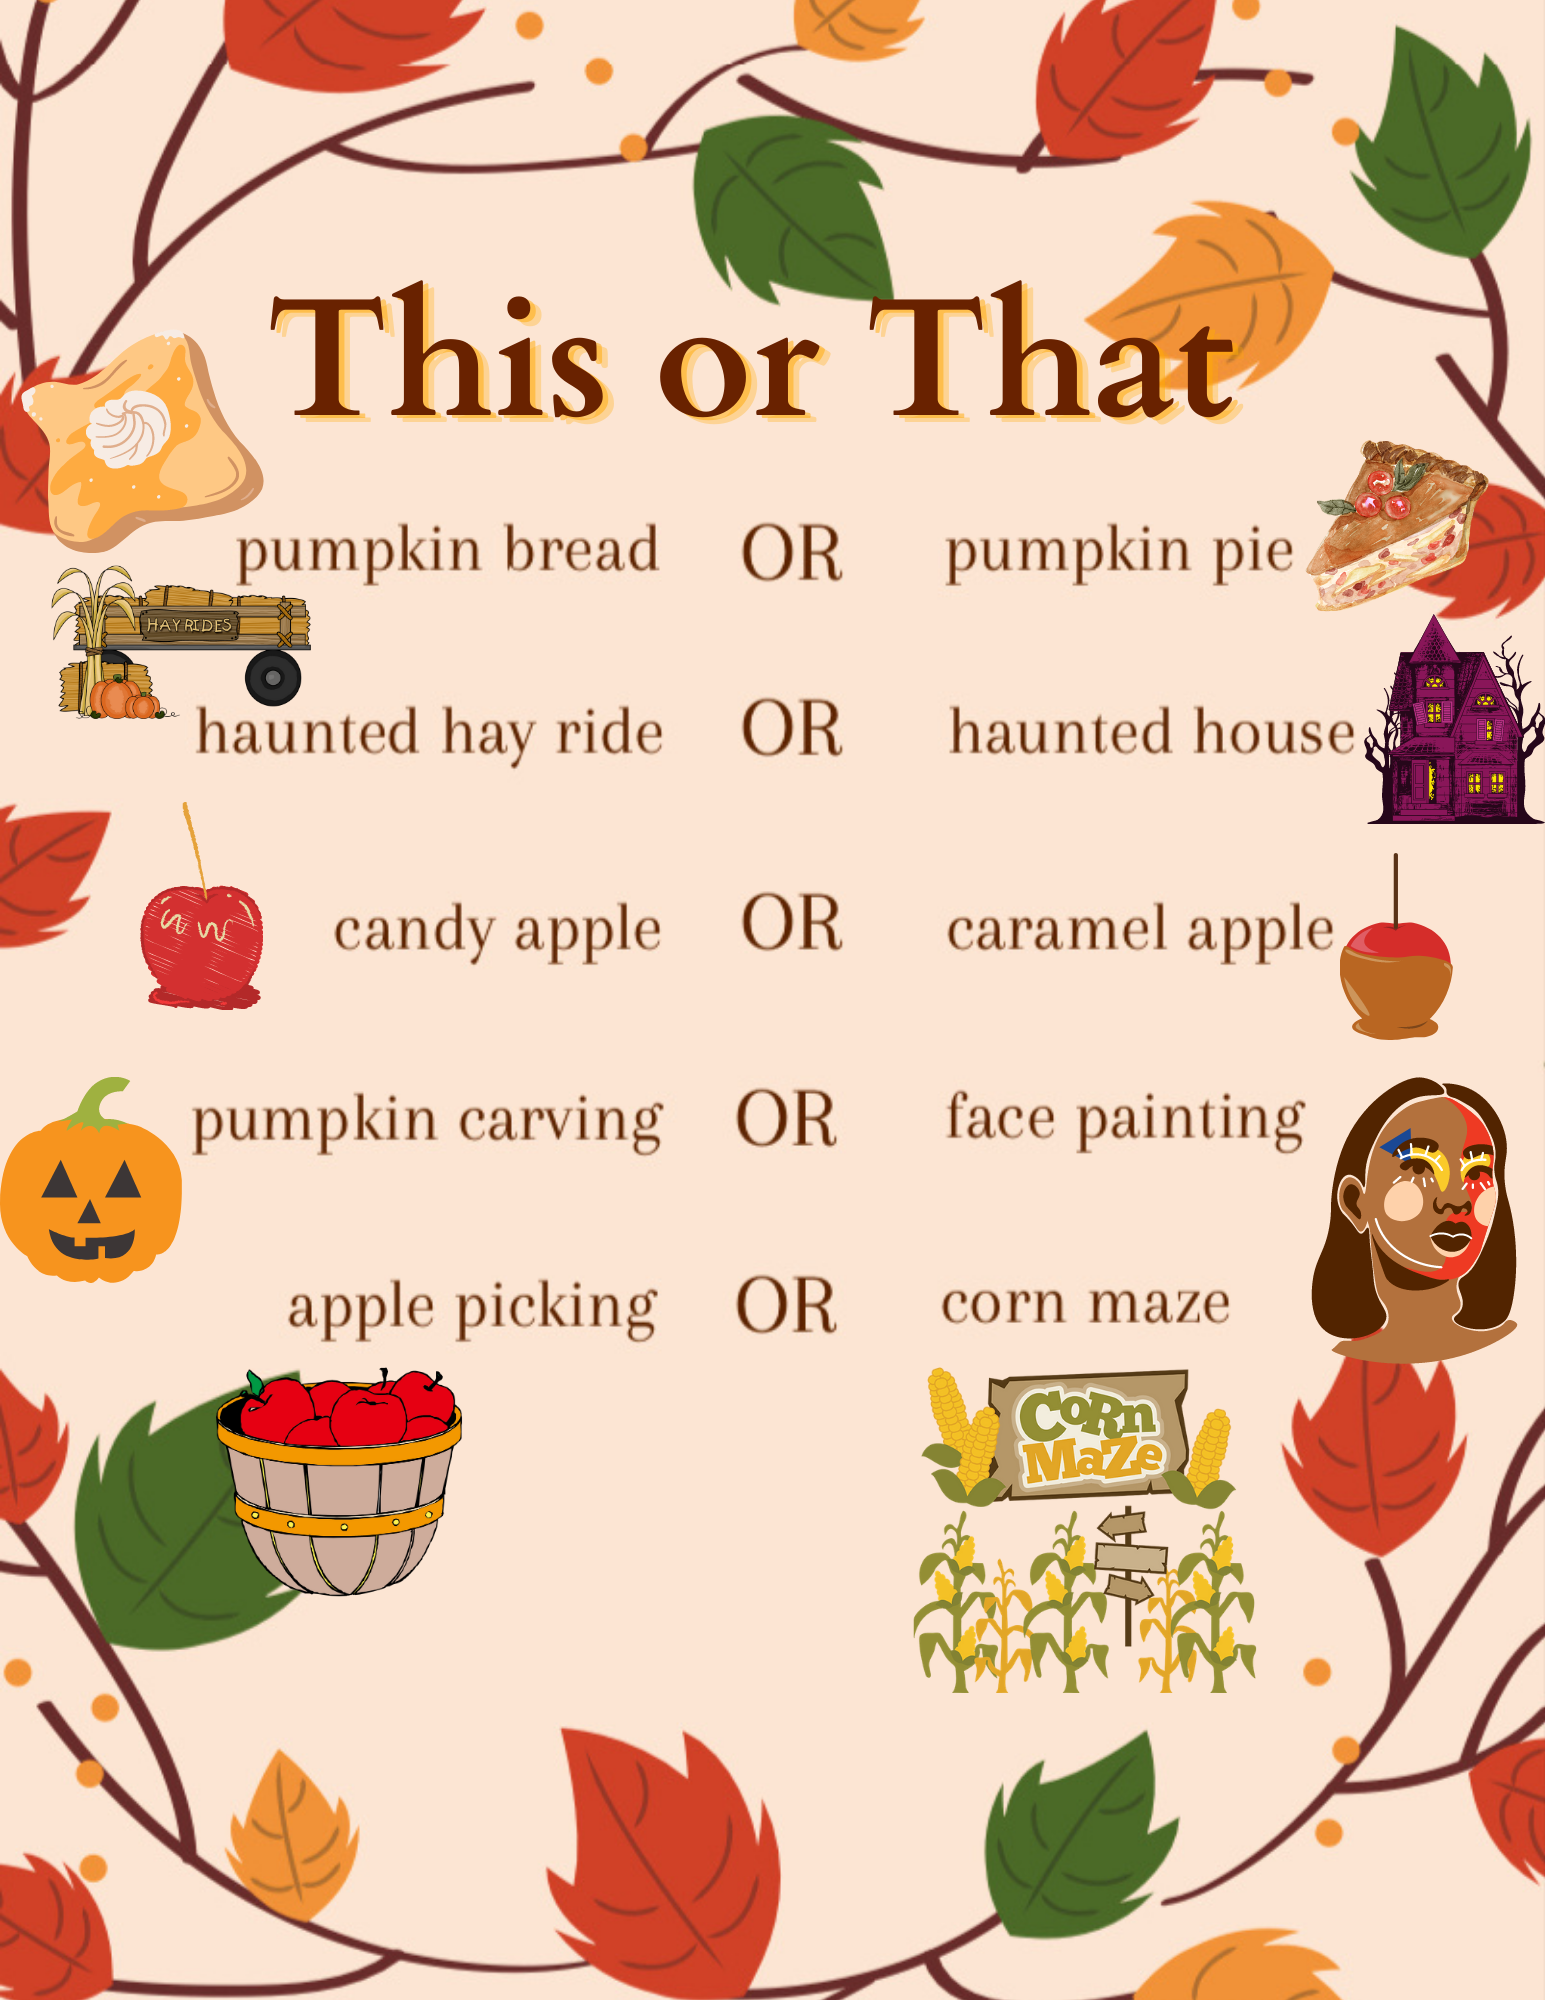 This or That
pumpkin bread OR pumpkin pie
HAY RIDES
haunted hay ride OR haunted house
candy apple OR caramel apple
pumpkin carving OR face painting
apple picking OR corn maze
CoRn
MaZe